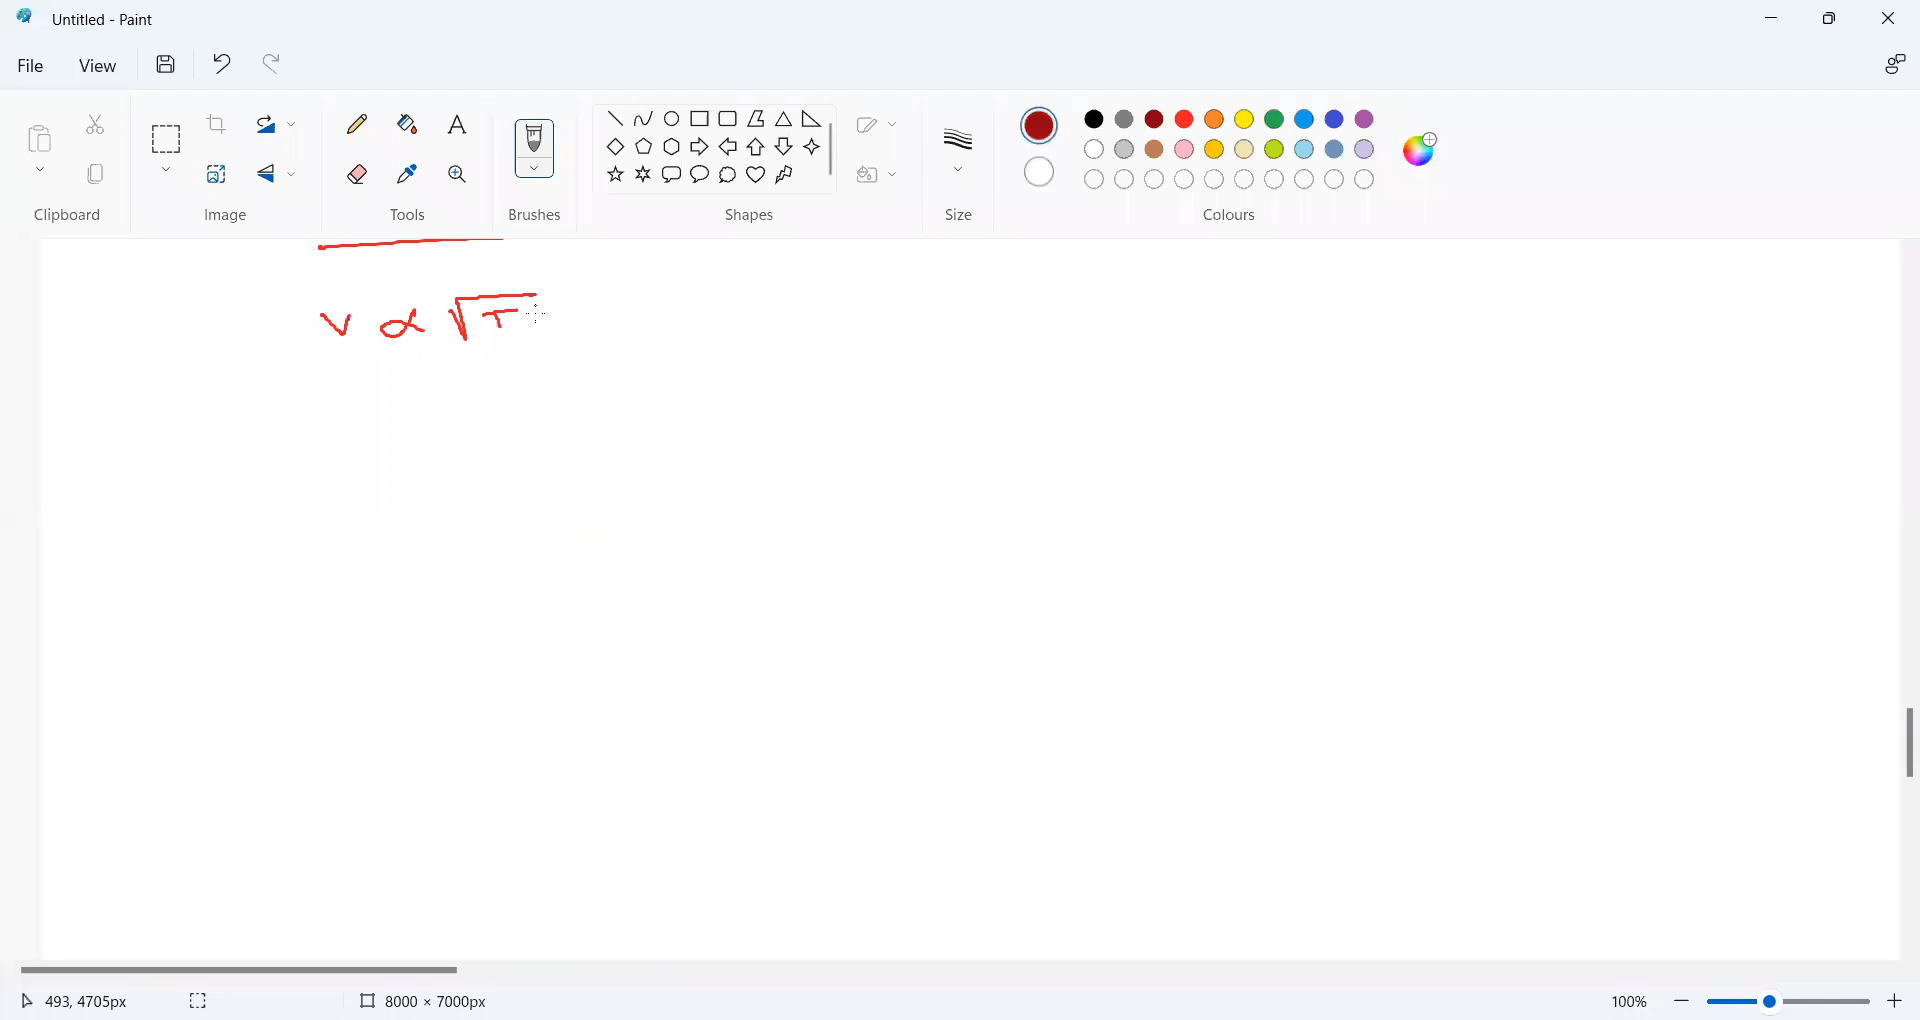 Untitled - Paint
File View
Clipboard Image Tools Brushes Shapes Size Colours
v ∝ √T
493, 4705px 8000 × 7000px 100%